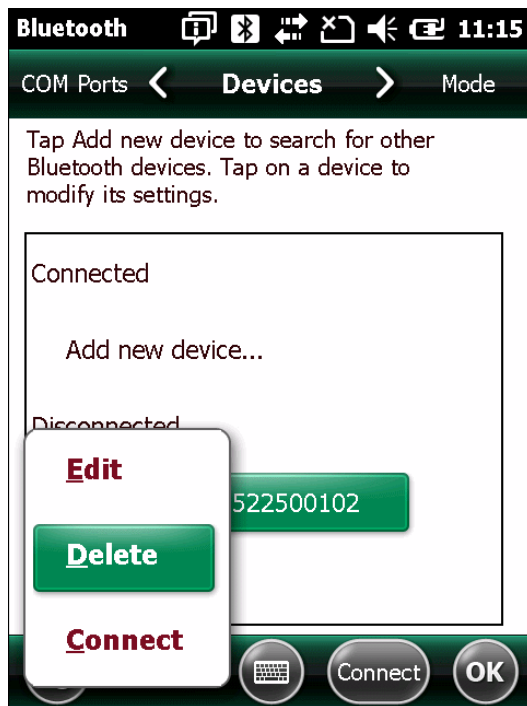 Bluetooth 11:15
COM Ports Devices Mode
Tap Add new device to search for other
Bluetooth devices. Tap on a device to
modify its settings.
Connected
Add new device...
Disconnected
Edit
522500102
Delete
Connect
Connect OK